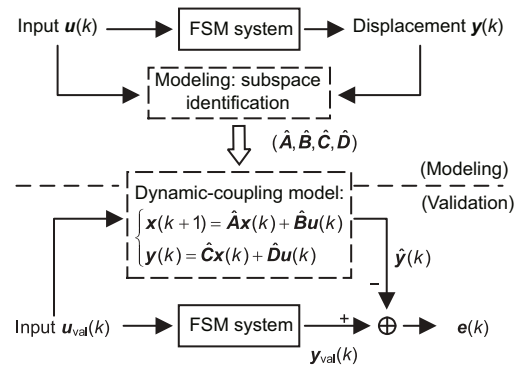 Input u(k)
FSM system
Displacement y(k)
Modeling: subspace
identification
(Â,B̂,Ĉ,D̂)
(Modeling)
(Validation)
Dynamic-coupling model:
x(k+1)=Âx(k)+B̂u(k)
y(k)=Ĉx(k)+D̂u(k)
ŷ(k)
−
Input u_val(k)
FSM system
+
y_val(k)
e(k)